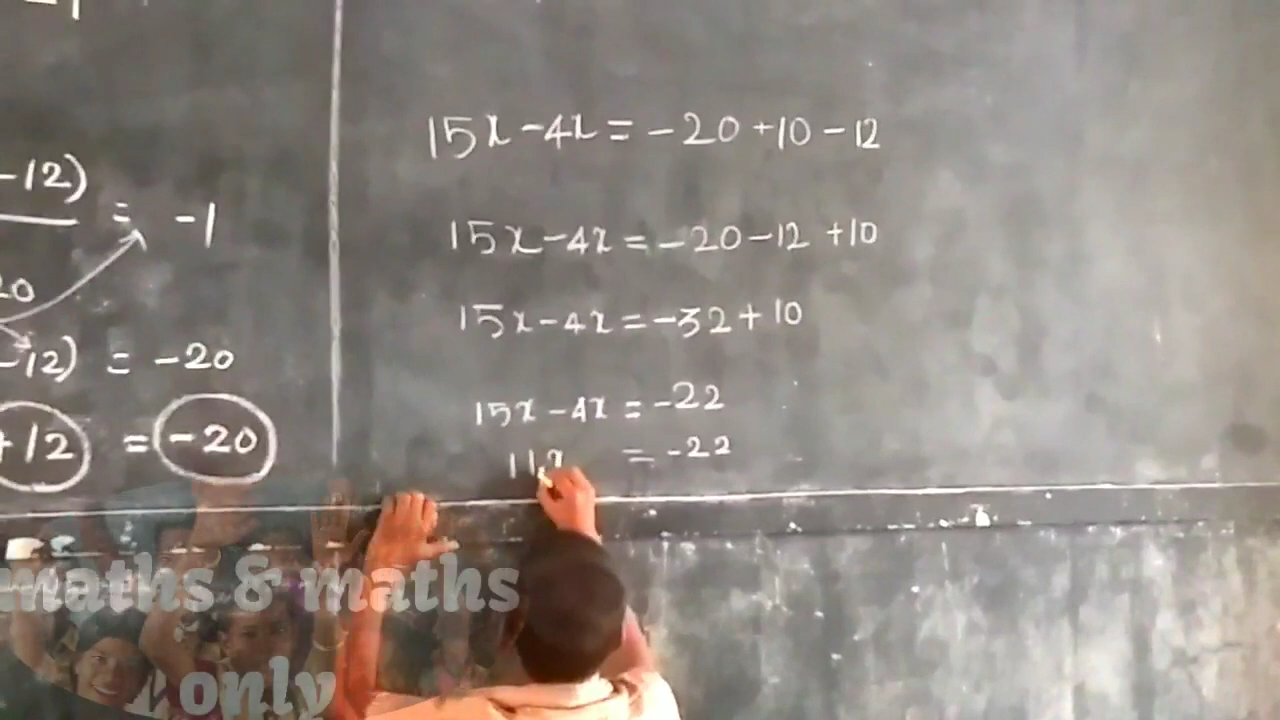 -12)
= -1
20
-12) = -20
+12 = -20
15x-4x = -20+10-12
15x-4x = -20-12 +10
15x-4x = -32+10
15x-4x = -22
11x = -22
maths & maths
only